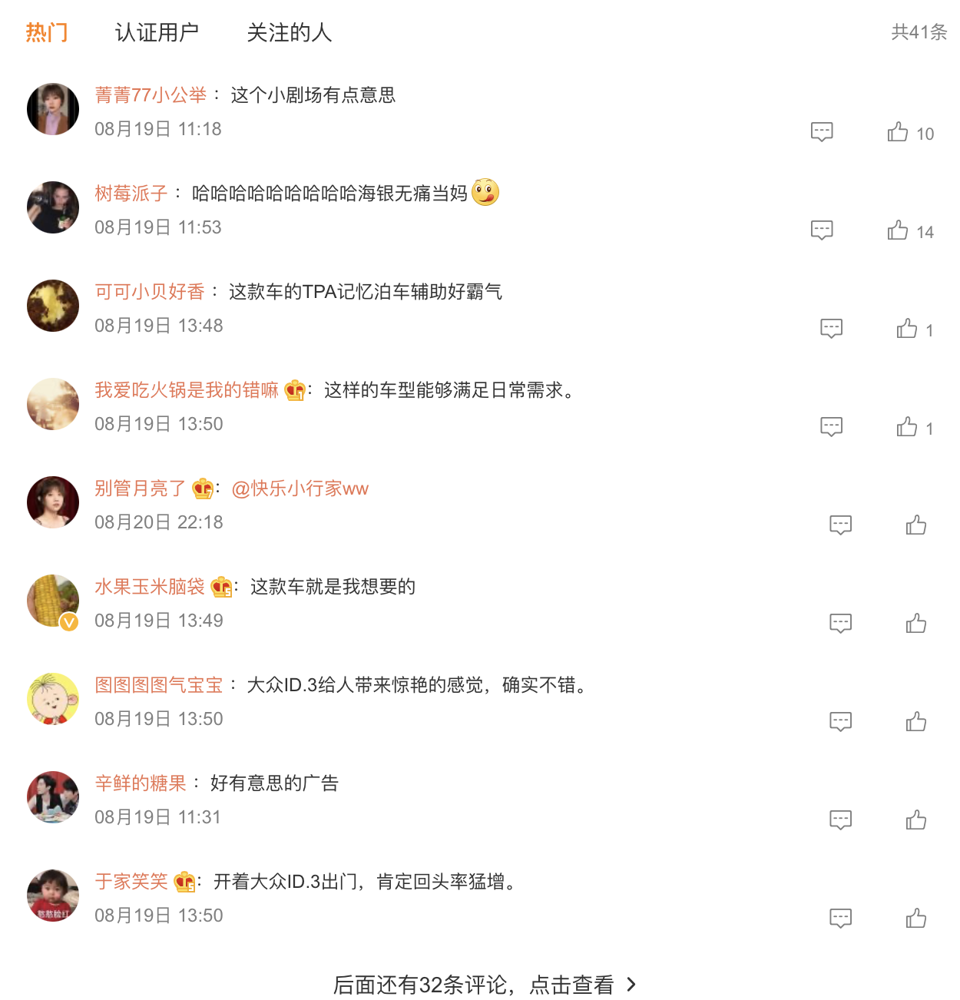 热门 认证用户 关注的人 共41条
菁菁77小公举：这个小剧场有点意思
08月19日 11:18 10
树莓派子：哈哈哈哈哈哈哈哈哈海银无痛当妈
08月19日 11:53 14
可可小贝好香：这款车的TPA记忆泊车辅助好霸气
08月19日 13:48 1
我爱吃火锅是我的错嘛 1：这样的车型能够满足日常需求。
08月19日 13:50 1
别管月亮了 7：@快乐小行家ww
08月20日 22:18
水果玉米脑袋 5：这款车就是我想要的
08月19日 13:49
图图图图气宝宝：大众ID.3给人带来惊艳的感觉，确实不错。
08月19日 13:50
辛鲜的糖果：好有意思的广告
08月19日 11:31
于家笑笑 5：开着大众ID.3出门，肯定回头率猛增。
憨憨脸红
08月19日 13:50
后面还有32条评论，点击查看